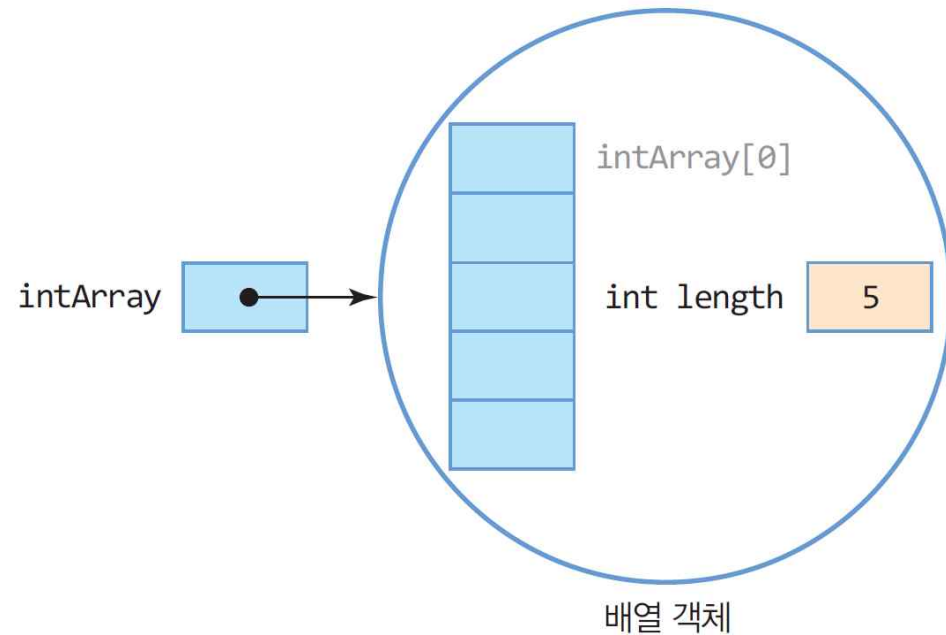 intArray[0]
intArray
int length 5
배열 객체